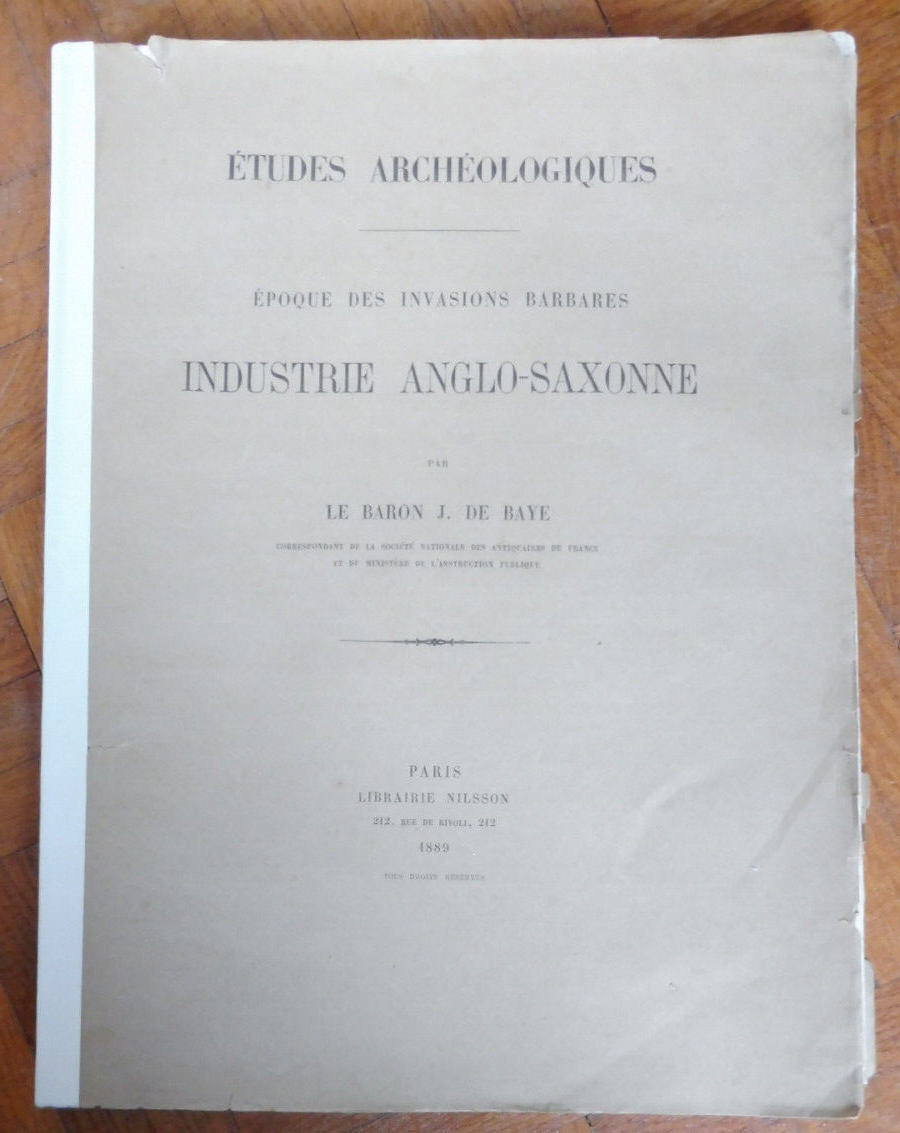 ÉTUDES ARCHÉOLOGIQUES
ÉPOQUE DES INVASIONS BARBARES
INDUSTRIE ANGLO-SAXONNE
PAR
LE BARON J. DE BAYE
CORRESPONDANT DE LA SOCIÉTÉ NATIONALE DES ANTIQUAIRES DE FRANCE
ET DU MINISTÈRE DE L'INSTRUCTION PUBLIQUE
PARIS
LIBRAIRIE NILSSON
212, RUE DE RIVOLI, 212
1889
TOUS DROITS RÉSERVÉS